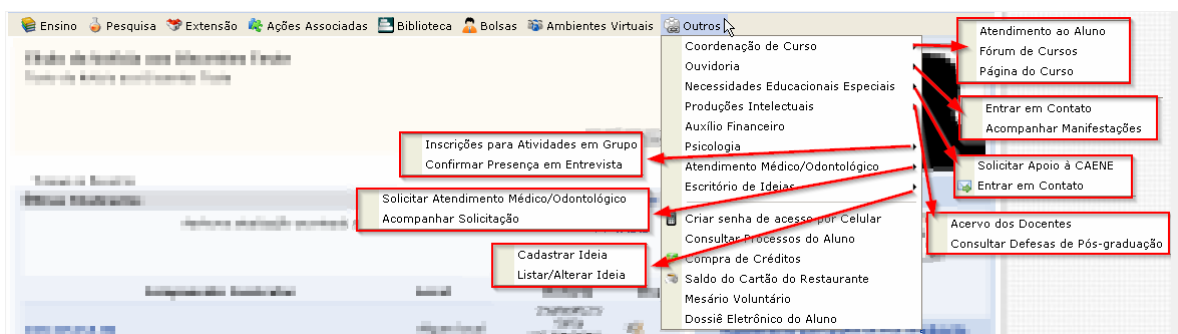 Ensino Pesquisa Extensão Ações Associadas Biblioteca Bolsas Ambientes Virtuais Outros
Coordenação de Curso
Ouvidoria
Necessidades Educacionais Especiais
Produções Intelectuais
Auxílio Financeiro
Psicologia
Atendimento Médico/Odontológico
Escritório de Ideias
Criar senha de acesso por Celular
Consultar Processos do Aluno
Compra de Créditos
Saldo do Cartão do Restaurante
Mesário Voluntário
Dossiê Eletrônico do Aluno
Atendimento ao Aluno
Fórum de Cursos
Página do Curso
Entrar em Contato
Acompanhar Manifestações
Solicitar Apoio à CAENE
Entrar em Contato
Acervo dos Docentes
Consultar Defesas de Pós-graduação
Inscrições para Atividades em Grupo
Confirmar Presença em Entrevista
Solicitar Atendimento Médico/Odontológico
Acompanhar Solicitação
Cadastrar Ideia
Listar/Alterar Ideia